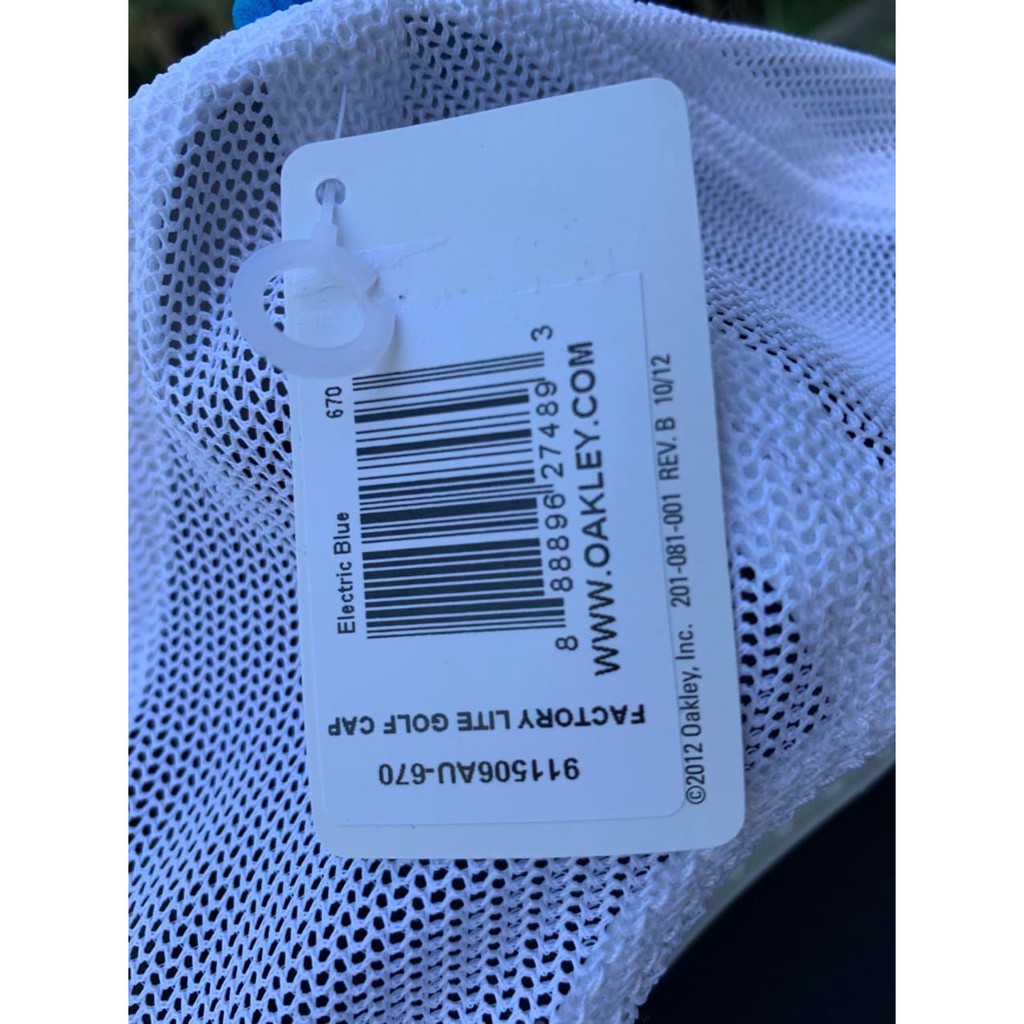 911506AU-670
FACTORY LITE GOLF CAP
Electric Blue 670
8 88896 27489 3
WWW.OAKLEY.COM
©2012 Oakley, Inc. 201-081-001 REV. B 10/12